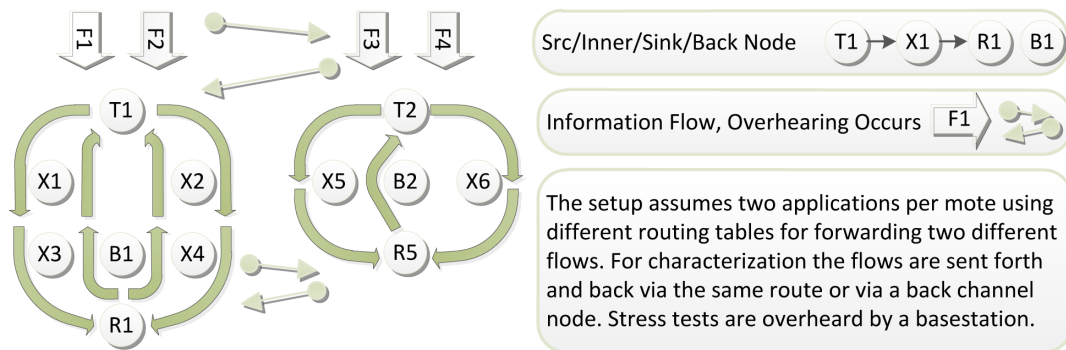 F1
F2
F3
F4
T1
X1
X2
X3
B1
X4
R1
T2
X5
B2
X6
R5
Src/Inner/Sink/Back Node T1 X1 R1 B1
Information Flow, Overhearing Occurs F1
The setup assumes two applications per mote using
different routing tables for forwarding two different
flows. For characterization the flows are sent forth
and back via the same route or via a back channel
node. Stress tests are overheard by a basestation.